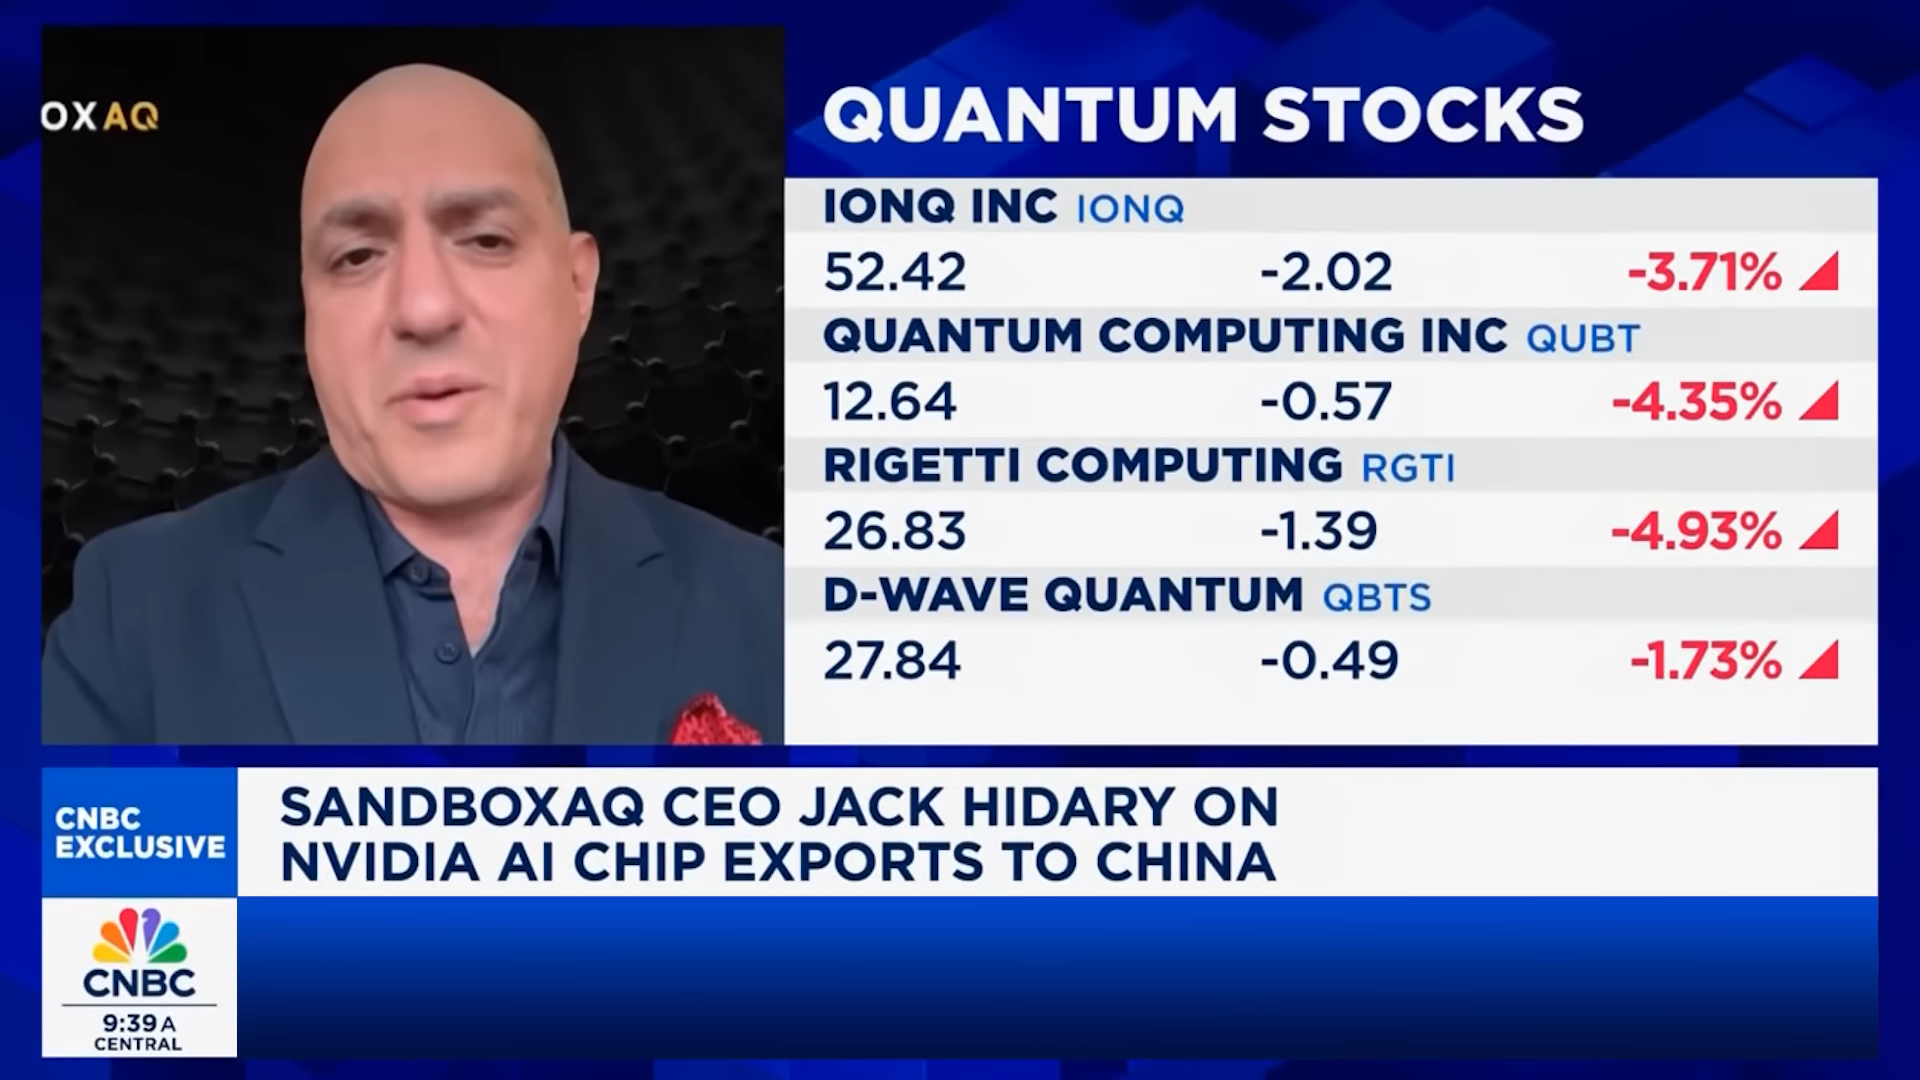 OXAQ
QUANTUM STOCKS
IONQ INC IONQ
52.42 -2.02 -3.71%
QUANTUM COMPUTING INC QUBT
12.64 -0.57 -4.35%
RIGETTI COMPUTING RGTI
26.83 -1.39 -4.93%
D-WAVE QUANTUM QBTS
27.84 -0.49 -1.73%
CNBC
EXCLUSIVE
SANDBOXAQ CEO JACK HIDARY ON
NVIDIA AI CHIP EXPORTS TO CHINA
CNBC
9:39 A
CENTRAL